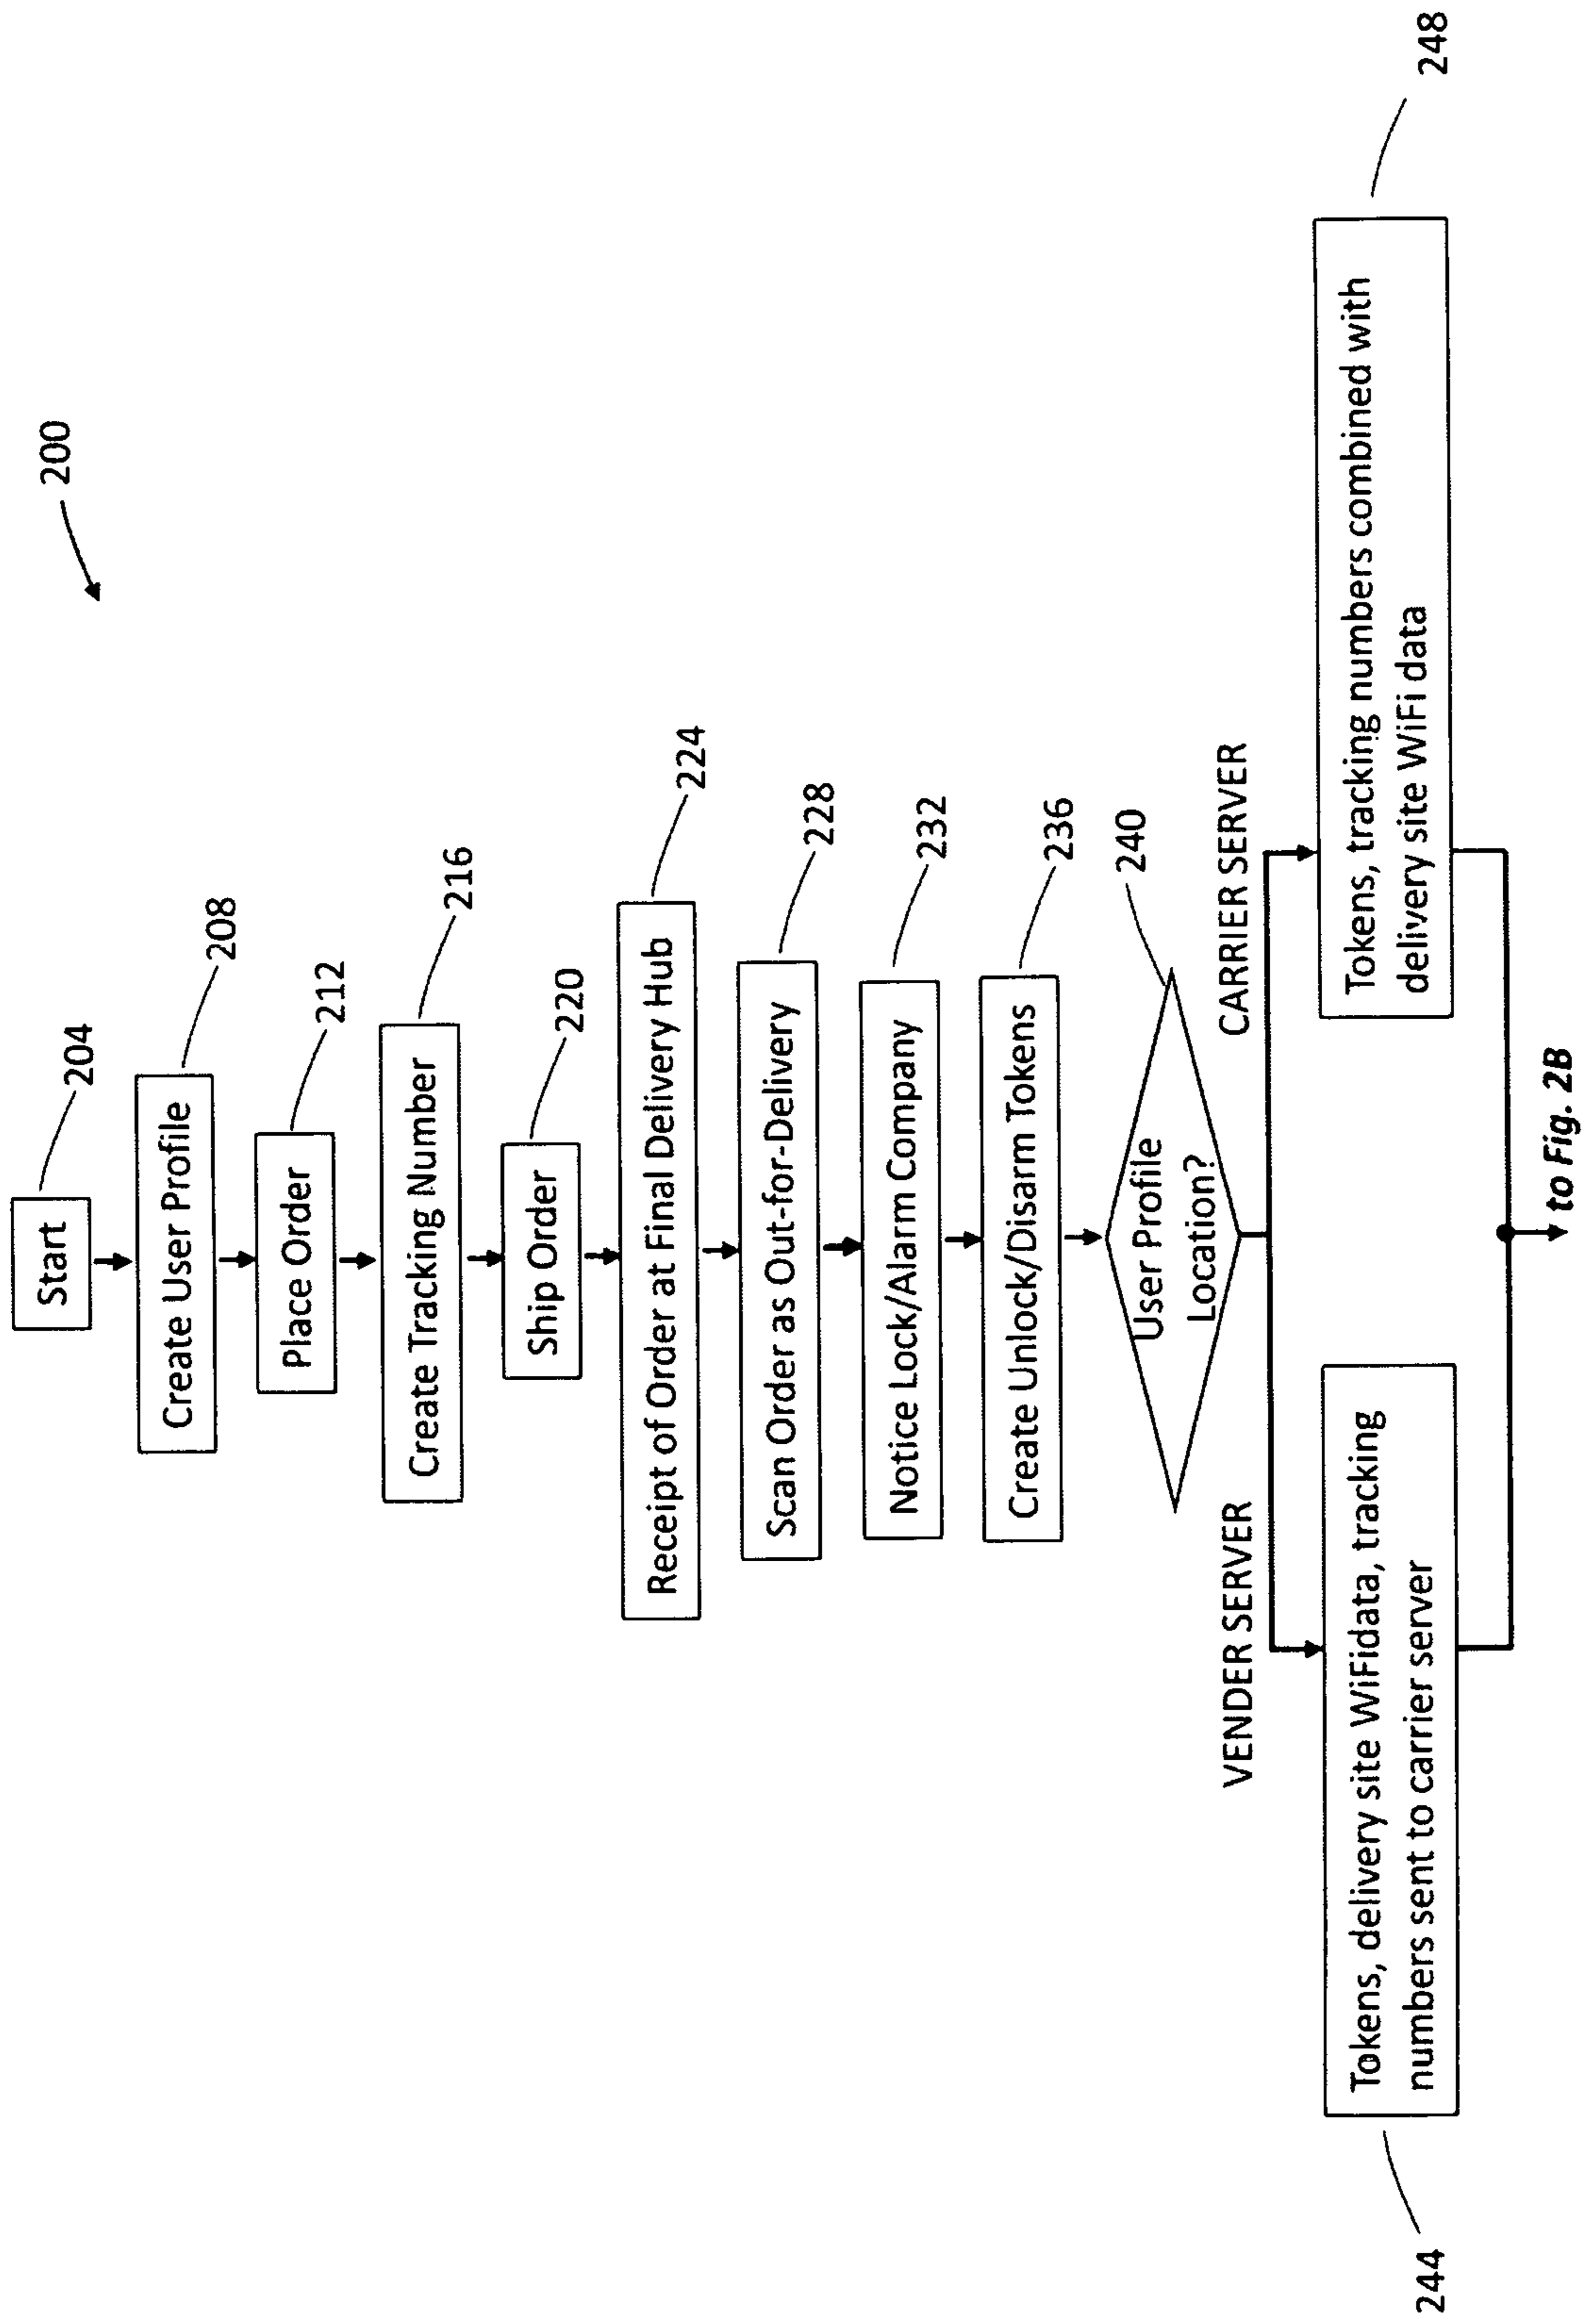 200
Start
204
Create User Profile
208
Place Order
212
Create Tracking Number
216
Ship Order
220
Receipt of Order at Final Delivery Hub
224
Scan Order as Out-for-Delivery
228
Notice Lock/Alarm Company
232
Create Unlock/Disarm Tokens
236
User Profile
Location?
240
VENDER SERVER
CARRIER SERVER
Tokens, delivery site WiFidata, tracking
numbers sent to carrier server
244
Tokens, tracking numbers combined with
delivery site WiFi data
248
to Fig. 2B